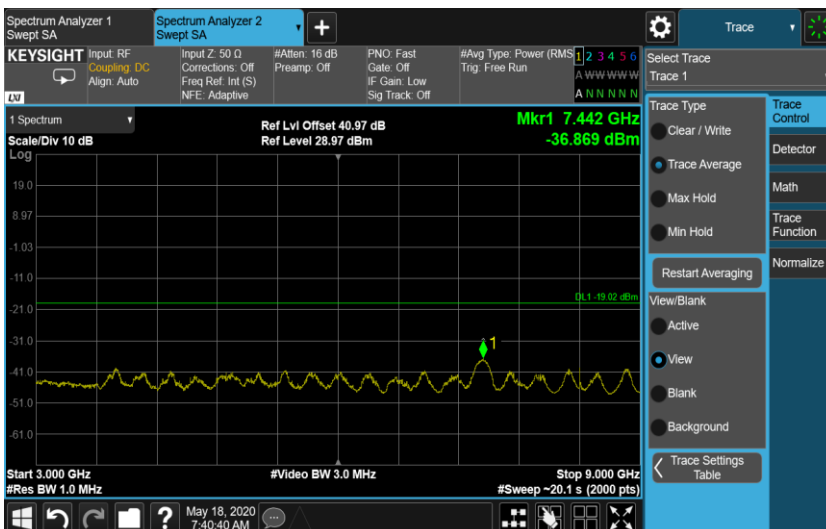 Spectrum Analyzer 1
Swept SA
Spectrum Analyzer 2
Swept SA
Trace
KEYSIGHT
Input: RF
Coupling: DC
Align: Auto
Input Z: 50 Ω
Corrections: Off
Freq Ref: Int (S)
NFE: Adaptive
#Atten: 16 dB
Preamp: Off
PNO: Fast
Gate: Off
IF Gain: Low
Sig Track: Off
#Avg Type: Power (RMS
Trig: Free Run
1 2 3 4 5 6
A W W W W W
A N N N N N
LXI
Select Trace
Trace 1
1 Spectrum
Scale/Div 10 dB
Ref Lvl Offset 40.97 dB
Ref Level 28.97 dBm
Mkr1 7.442 GHz
-36.869 dBm
Log
19.0
8.97
-1.03
-11.0
-21.0
-31.0
-41.0
-51.0
-61.0
DL1 -19.02 dBm
1
Start 3.000 GHz
#Res BW 1.0 MHz
#Video BW 3.0 MHz
Stop 9.000 GHz
#Sweep ~20.1 s (2000 pts)
Trace Type
Clear / Write
Trace Average
Max Hold
Min Hold
Restart Averaging
View/Blank
Active
View
Blank
Background
Trace Settings
Table
Trace
Control
Detector
Math
Trace
Function
Normalize
May 18, 2020
7:40:40 AM